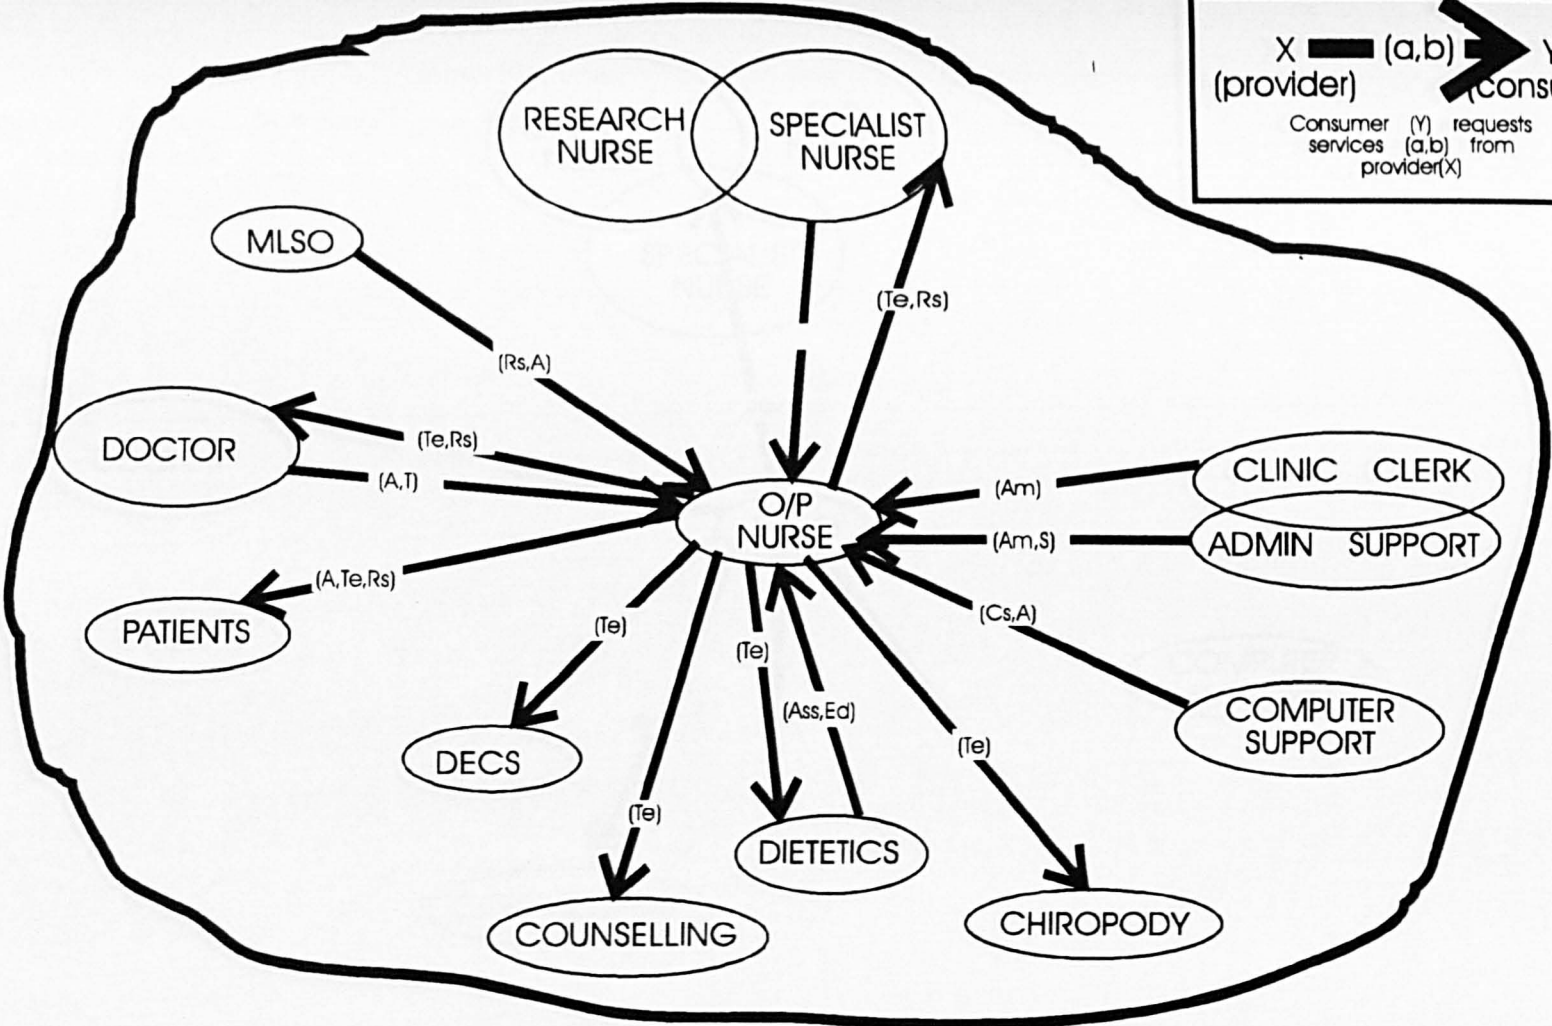 X (a,b) Y
(provider) (consu
Consumer (Y) requests
services (a,b) from
provider(X)
RESEARCH
NURSE
SPECIALIST
NURSE
MLSO
(Te,Rs)
(Rs,A)
DOCTOR
(Te,Rs)
(A,T)
O/P
NURSE
CLINIC CLERK
(Am)
ADMIN SUPPORT
(Am,S)
(A,Te,Rs)
PATIENTS
(Te)
(Te)
(Cs,A)
COMPUTER
SUPPORT
(Ass,Ed)
(Te)
DECS
(Te)
DIETETICS
COUNSELLING
CHIROPODY